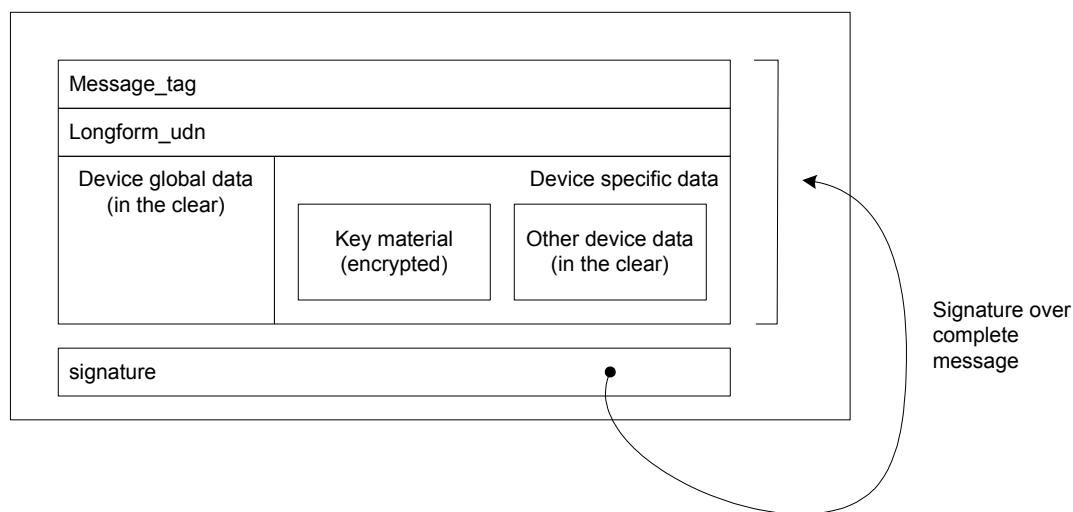 Message_tag
Longform_udn
Device global data
(in the clear)
Device specific data
Key material
(encrypted)
Other device data
(in the clear)
signature
Signature over
complete
message